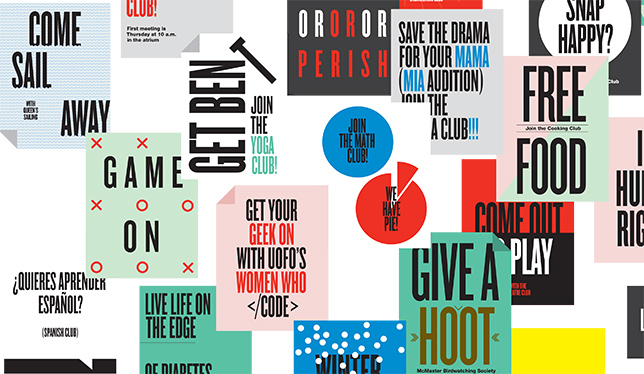 COME
SAIL
WITH
QUEEN'S
SAILING
AWAY
CLUB!
First meeting is
Thursday at 10 a.m.
in the atrium
GET BENT
JOIN
THE
YOGA
CLUB!
OR OR OR
PERISH
SAVE THE DRAMA
FOR YOUR MAMA
(MIA AUDITION)
JOIN THE
A CLUB!!!
SNAP
HAPPY?
Club
FREE
Join the Cooking Club
FOOD
JOIN
THE MATH
CLUB!
WE
HAVE
PIE!
GAME
ON
GET YOUR
GEEK ON
WITH UOFO'S
WOMEN WHO
</CODE>
COME OUT
PLAY
GIVE A
HOOT
McMaster Birdwatching Society
HUM
RIG
¿QUIERES APRENDER
ESPAÑOL?
(SPANISH CLUB)
LIVE LIFE ON
THE EDGE
OF DIABETES
WINTER